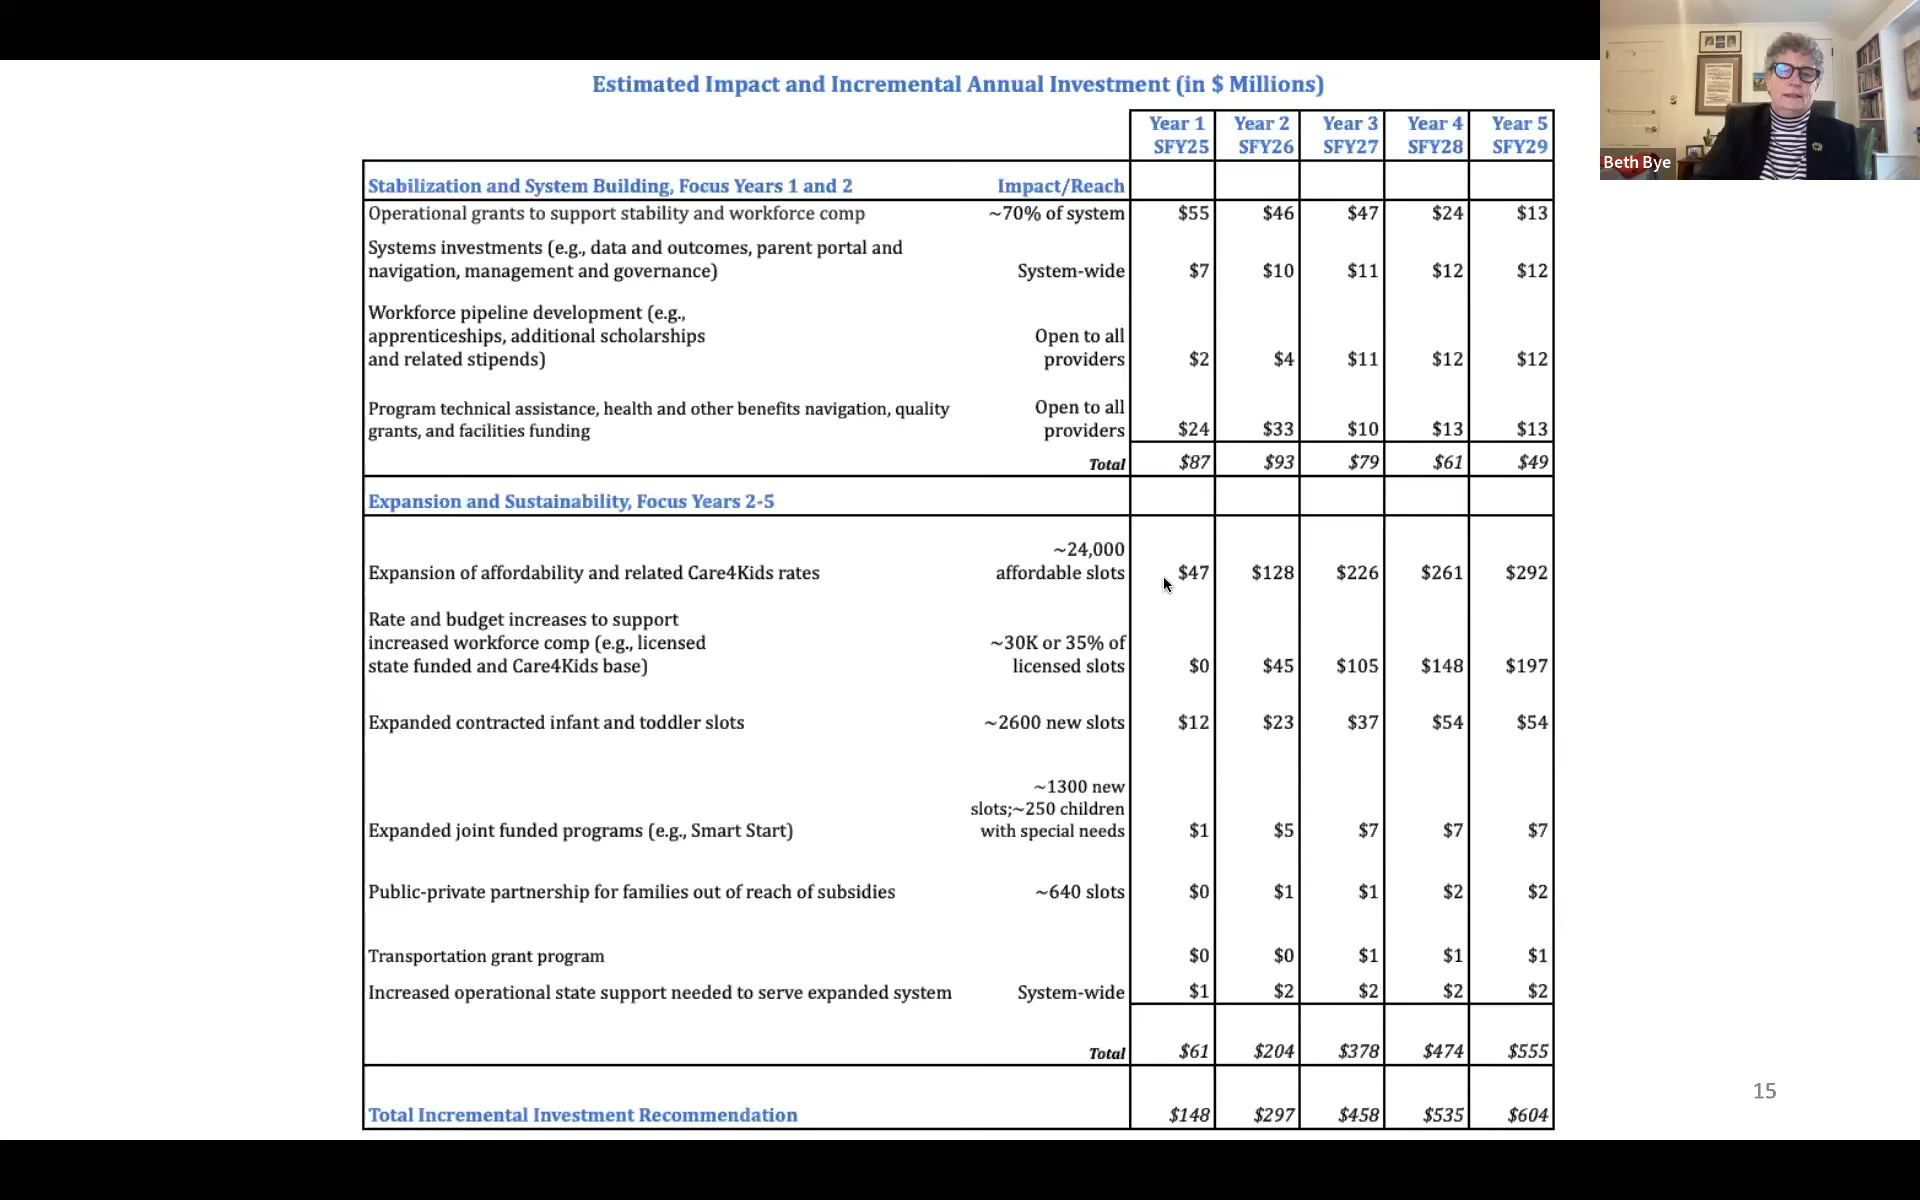 Estimated Impact and Incremental Annual Investment (in $ Millions)
Year 1 Year 2 Year 3 Year 4 Year 5
SFY25 SFY26 SFY27 SFY28 SFY29
Beth Bye
Stabilization and System Building, Focus Years 1 and 2 Impact/Reach
Operational grants to support stability and workforce comp ~70% of system $55 $46 $47 $24 $13
Systems investments (e.g., data and outcomes, parent portal and
navigation, management and governance) System-wide $7 $10 $11 $12 $12
Workforce pipeline development (e.g.,
apprenticeships, additional scholarships Open to all
and related stipends) providers $2 $4 $11 $12 $12
Program technical assistance, health and other benefits navigation, quality Open to all
grants, and facilities funding providers $24 $33 $10 $13 $13
Total $87 $93 $79 $61 $49
Expansion and Sustainability, Focus Years 2-5
~24,000
Expansion of affordability and related Care4Kids rates affordable slots $47 $128 $226 $261 $292
Rate and budget increases to support
increased workforce comp (e.g., licensed ~30K or 35% of
state funded and Care4Kids base) licensed slots $0 $45 $105 $148 $197
Expanded contracted infant and toddler slots ~2600 new slots $12 $23 $37 $54 $54
~1300 new
slots;~250 children
Expanded joint funded programs (e.g., Smart Start) with special needs $1 $5 $7 $7 $7
Public-private partnership for families out of reach of subsidies ~640 slots $0 $1 $1 $2 $2
Transportation grant program $0 $0 $1 $1 $1
Increased operational state support needed to serve expanded system System-wide $1 $2 $2 $2 $2
Total $61 $204 $378 $474 $555
Total Incremental Investment Recommendation $148 $297 $458 $535 $604
15